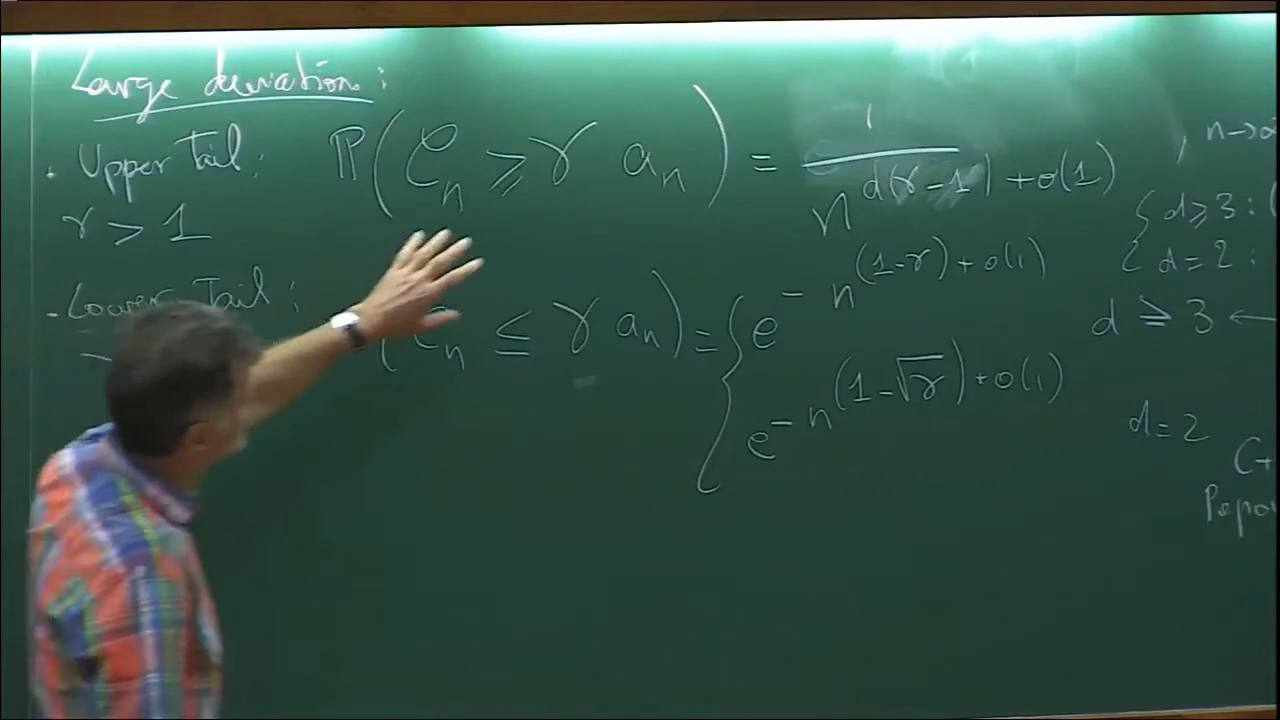 Large deviation:
· Upper Tail: ℙ(𝒞_n ⩾ γ a_n) = 1 / n^{d(γ-1)+o(1)} , n→∞
γ > 1 { d ⩾ 3 : (
d = 2 :
· Lower Tail: (𝒞_n ≤ γ a_n) = { e^{-n^{(1-γ)+o(1)}} d ⩾ 3 ←
e^{-n^{(1-√γ)+o(1)}} d = 2
C+